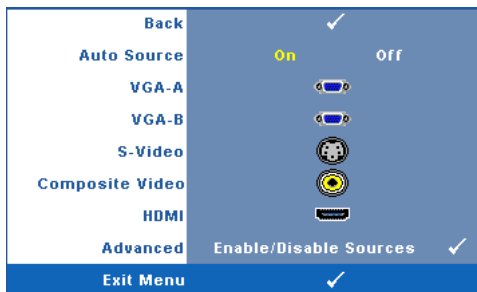 Back
Auto Source On Off
VGA-A
VGA-B
S-Video
Composite Video
HDMI
Advanced Enable/Disable Sources
Exit Menu